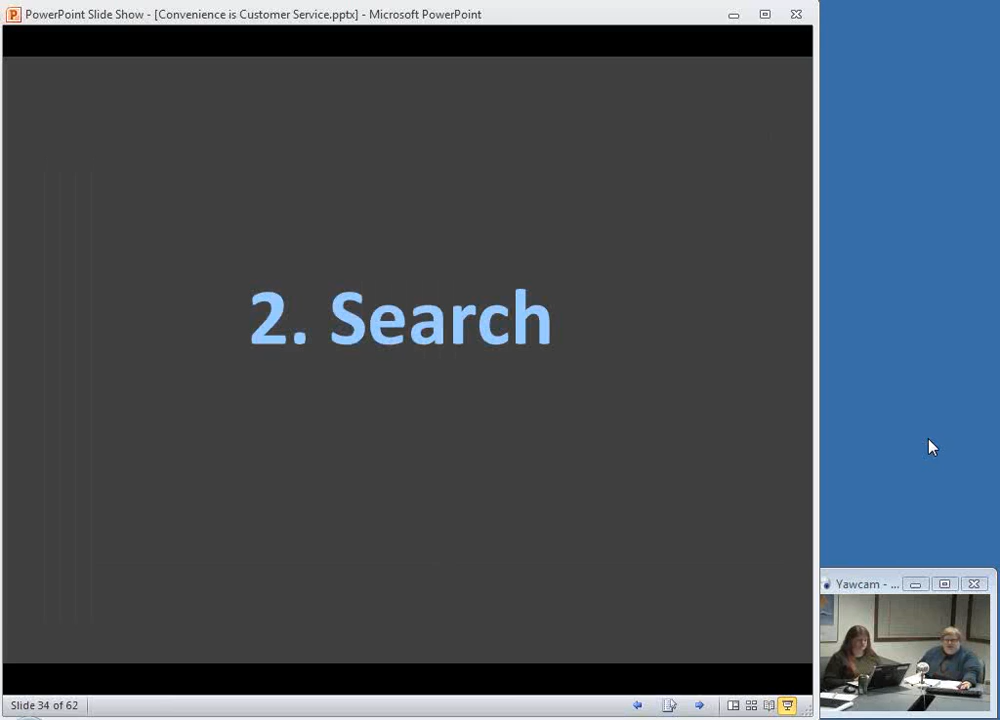 PowerPoint Slide Show - [Convenience is Customer Service.pptx] - Microsoft PowerPoint
2. Search
Yawcam - ...
Slide 34 of 62